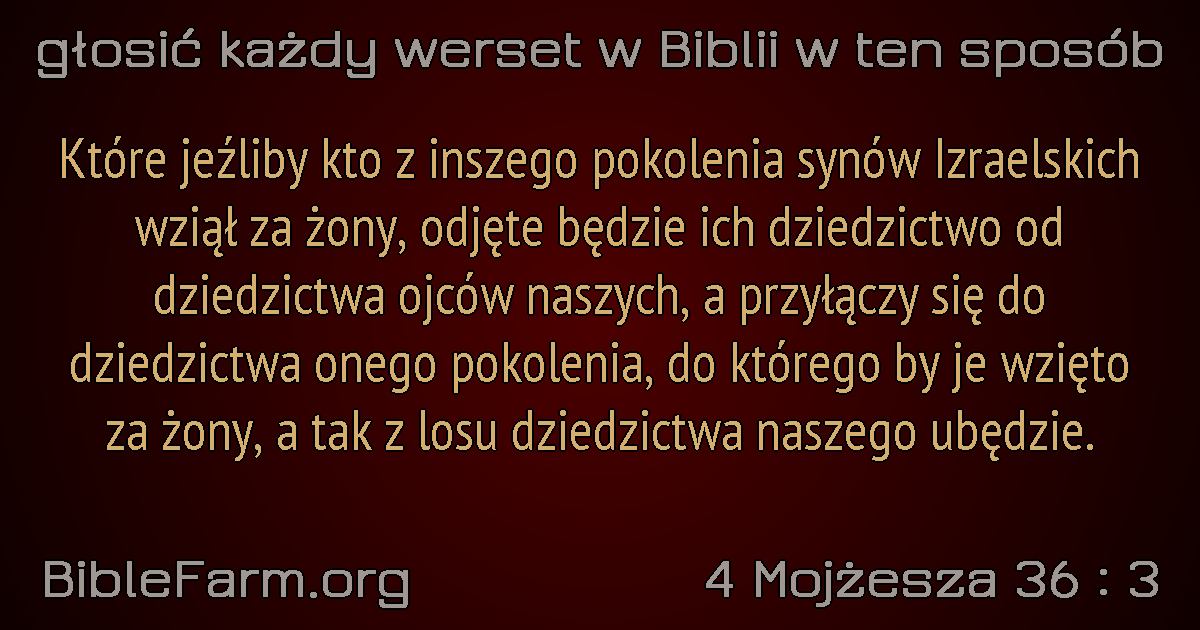 głosić każdy werset w Biblii w ten sposób
Które jeźliby kto z inszego pokolenia synów Izraelskich
wziął za żony, odjęte będzie ich dziedzictwo od
dziedzictwa ojców naszych, a przyłączy się do
dziedzictwa onego pokolenia, do którego by je wzięto
za żony, a tak z losu dziedzictwa naszego ubędzie.
BibleFarm.org
4 Mojżesza 36 : 3